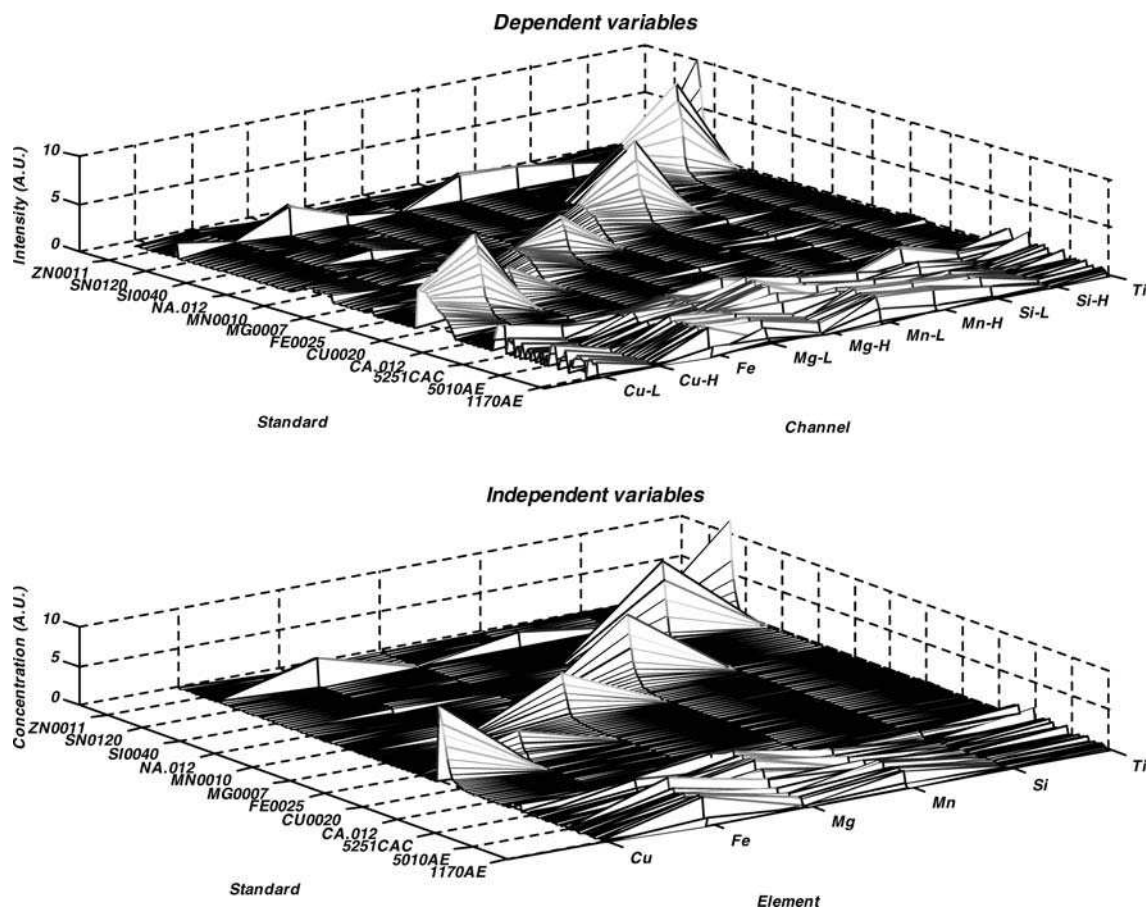 Dependent variables
Intensity (A.U.)
10
5
0
ZN0011
SN0120
SI0040
NA.012
MN0010
MG0007
FE0025
CU0020
CA.012
5251CAC
5010AE
1170AE
Standard
Cu-L
Cu-H
Fe
Mg-L
Mg-H
Mn-L
Mn-H
Si-L
Si-H
Ti
Channel
Independent variables
Concentration (A.U.)
10
5
0
ZN0011
SN0120
SI0040
NA.012
MN0010
MG0007
FE0025
CU0020
CA.012
5251CAC
5010AE
1170AE
Standard
Cu
Fe
Mg
Mn
Si
Ti
Element